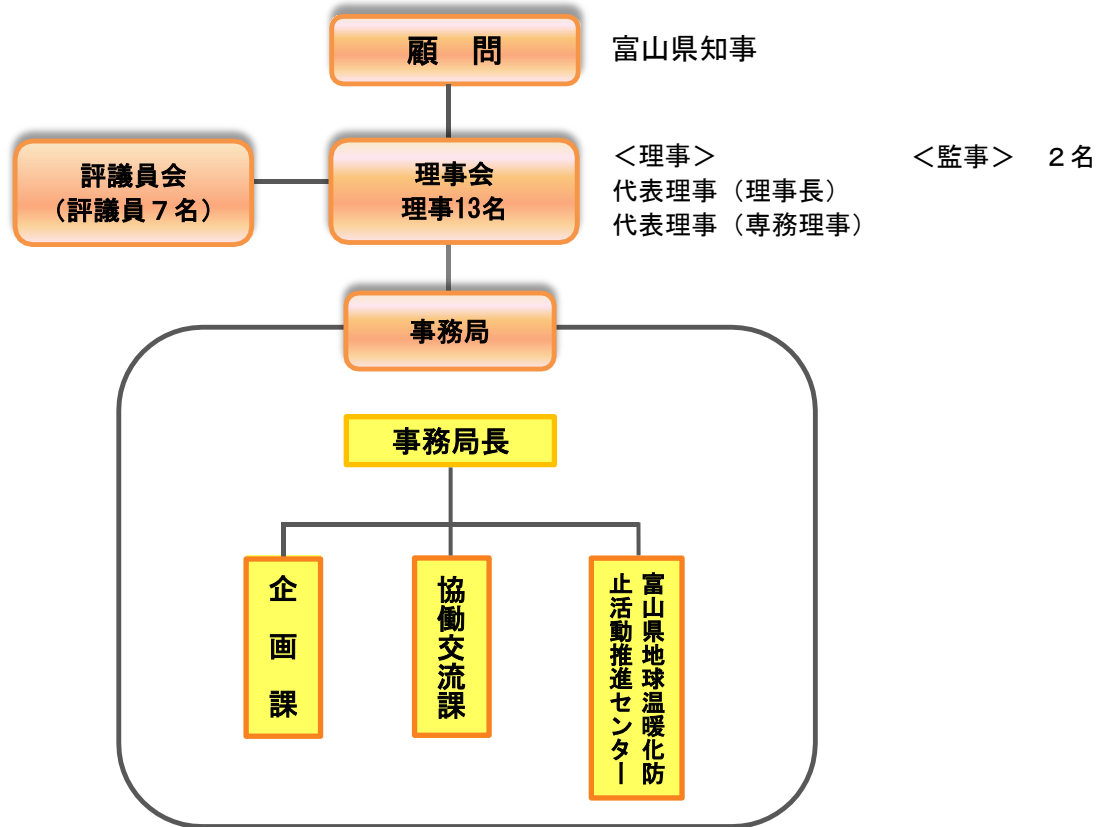 顧　問
富山県知事
評議員会
（評議員７名）
理事会
理事13名
＜理事＞
代表理事（理事長）
代表理事（専務理事）
＜監事＞　２名
事務局
事務局長
企画課
協働交流課
富山県地球温暖化防
止活動推進センター